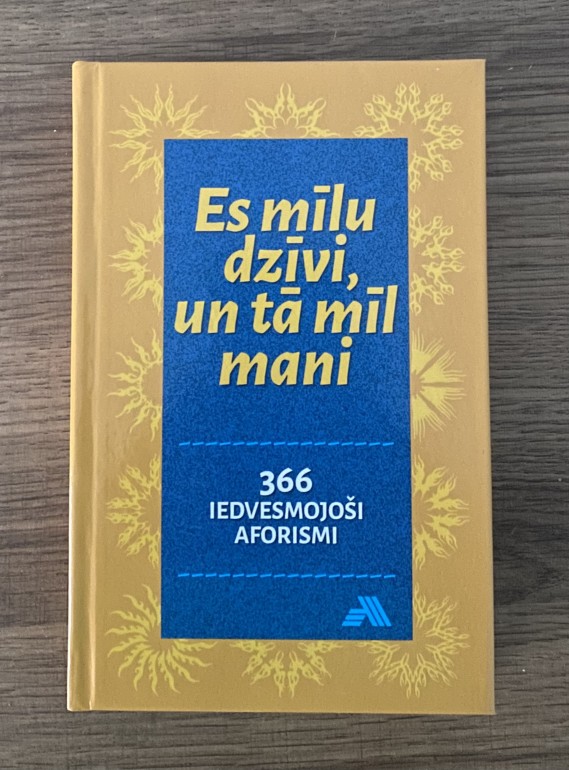 Es mīlu
dzīvi,
un tā mīl
mani
366
IEDVESMOJOŠI
AFORISMI